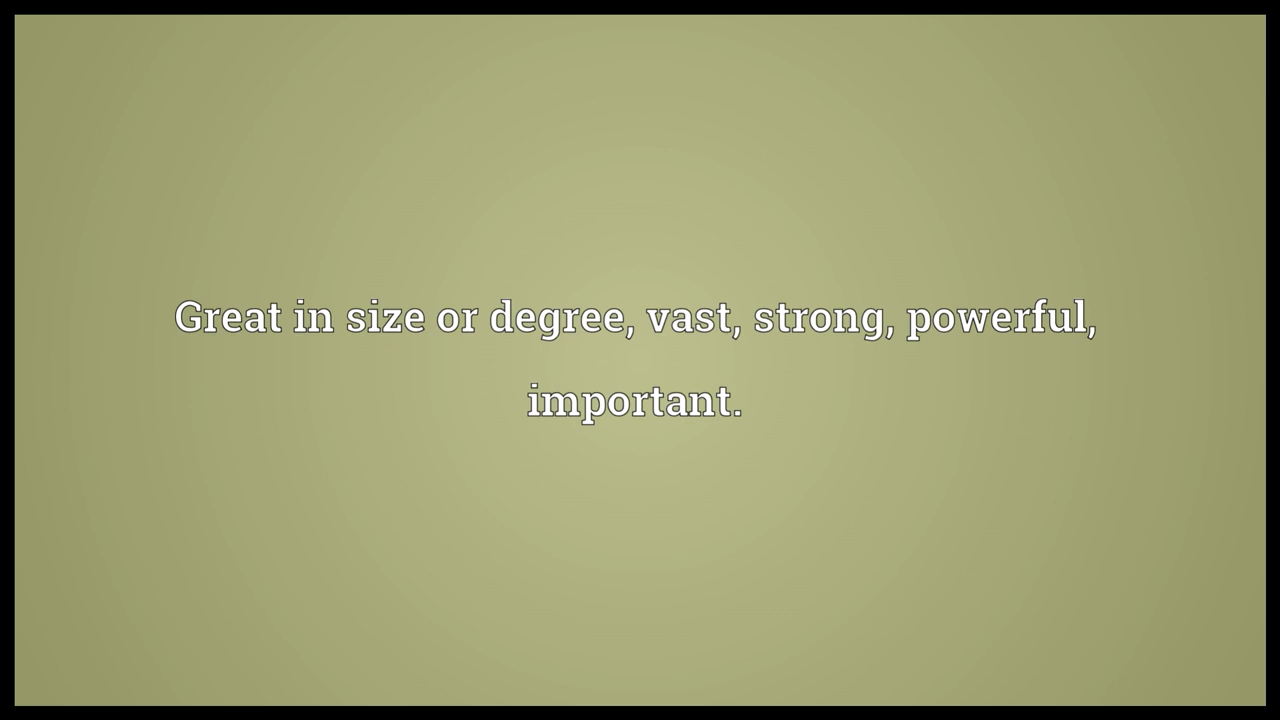 Great in size or degree, vast, strong, powerful,
important.